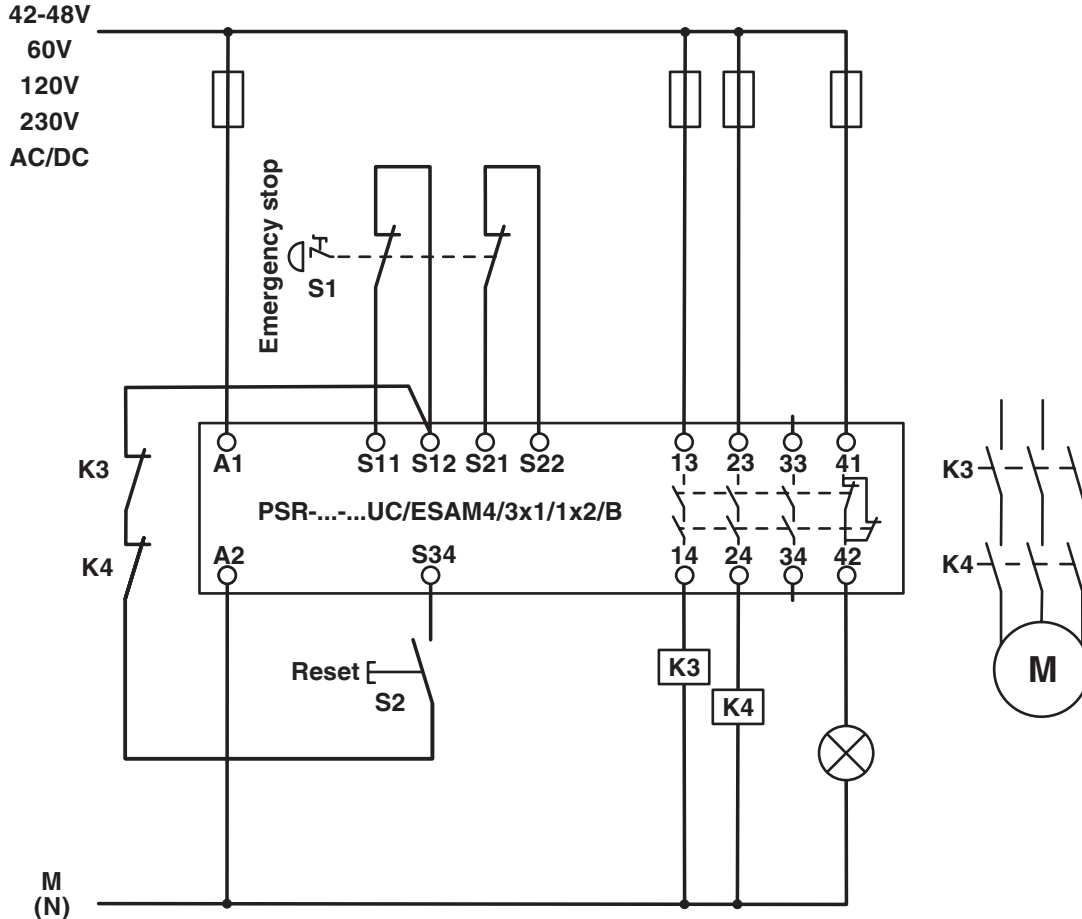 42-48V
60V
120V
230V
AC/DC
Emergency stop
S1
K3
K4
A1
S11
S12
S21
S22
13
23
33
41
PSR-...-...UC/ESAM4/3x1/1x2/B
A2
S34
14
24
34
42
K3
K4
Reset
S2
K3
K4
M
M
(N)